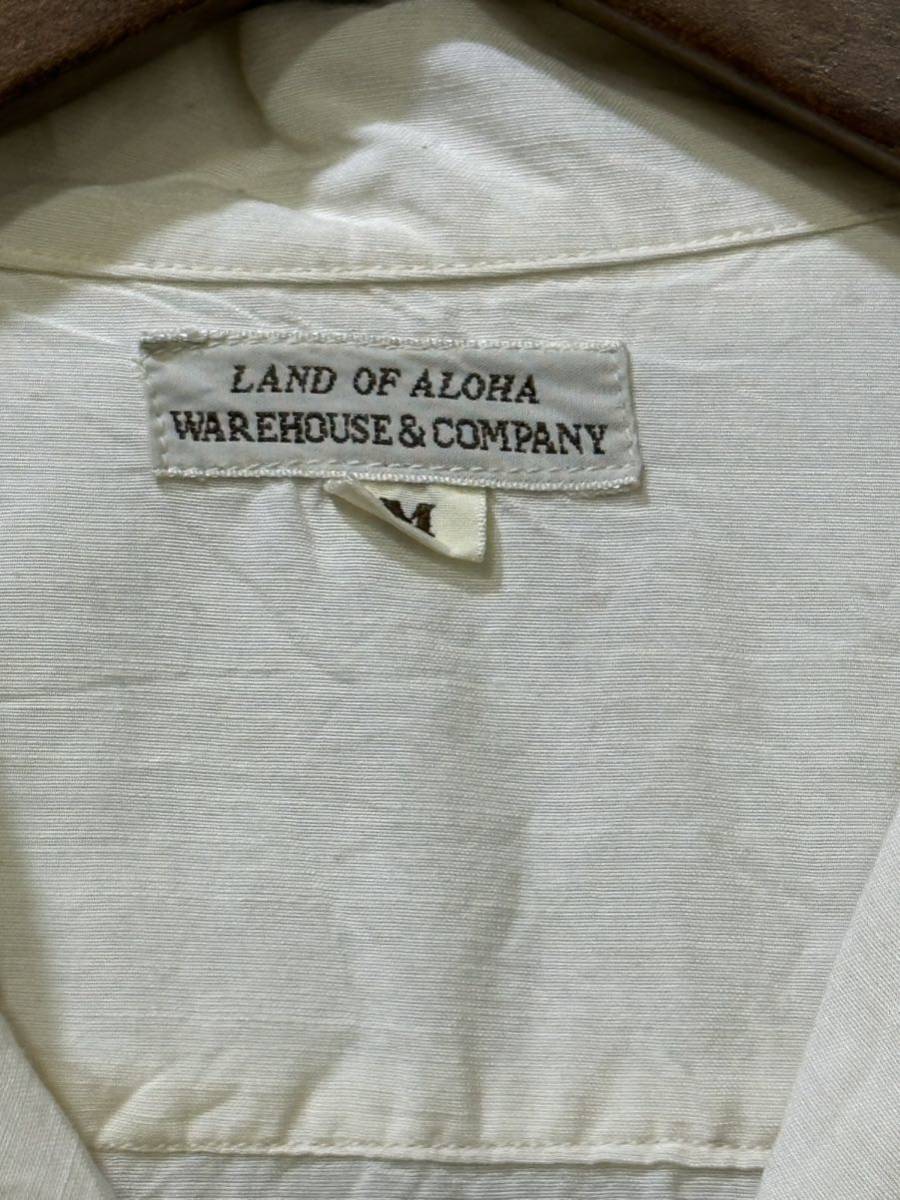 LAND OF ALOHA
WAREHOUSE & COMPANY
M